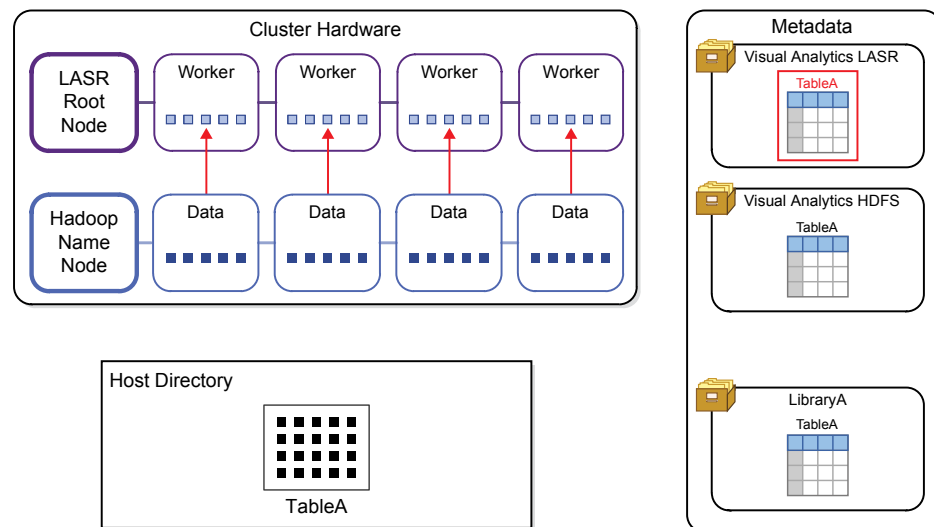 Cluster Hardware
LASR
Root
Node
Worker
Worker
Worker
Worker
Hadoop
Name
Node
Data
Data
Data
Data
Host Directory
TableA
Metadata
Visual Analytics LASR
TableA
Visual Analytics HDFS
TableA
LibraryA
TableA